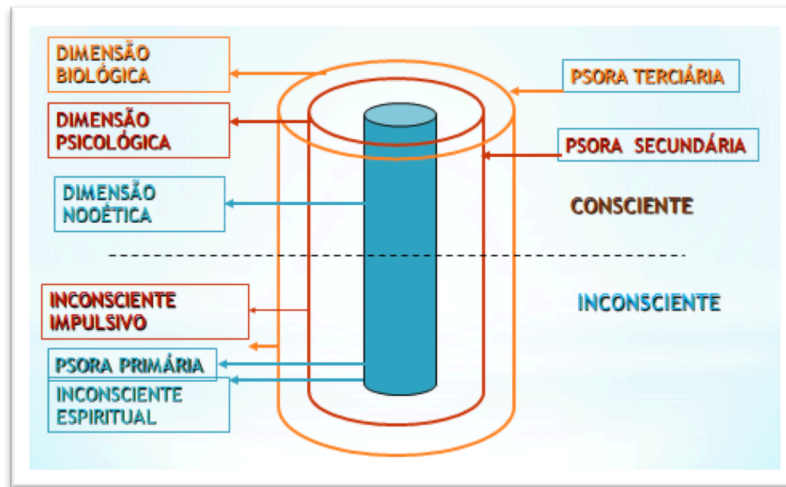 DIMENSÃO
BIOLÓGICA
PSORA TERCIÁRIA
DIMENSÃO
PSICOLÓGICA
PSORA SECUNDÁRIA
DIMENSÃO
NOOÉTICA
CONSCIENTE
INCONSCIENTE
IMPULSIVO
INCONSCIENTE
PSORA PRIMÁRIA
INCONSCIENTE
ESPIRITUAL